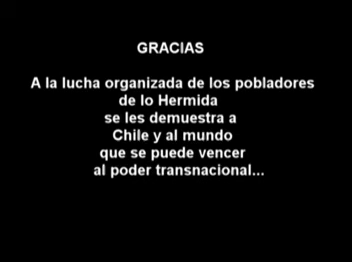 GRACIAS
A la lucha organizada de los pobladores
de lo Hermida
se les demuestra a
Chile y al mundo
que se puede vencer
al poder transnacional...